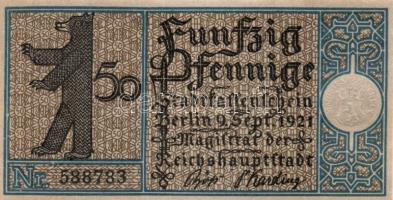 Fünfzig
50 Pfennige
Stadtkassenschein
Berlin 9. Sept. 1921
Magistrat der
Reichshauptstadt
Nr. 588783